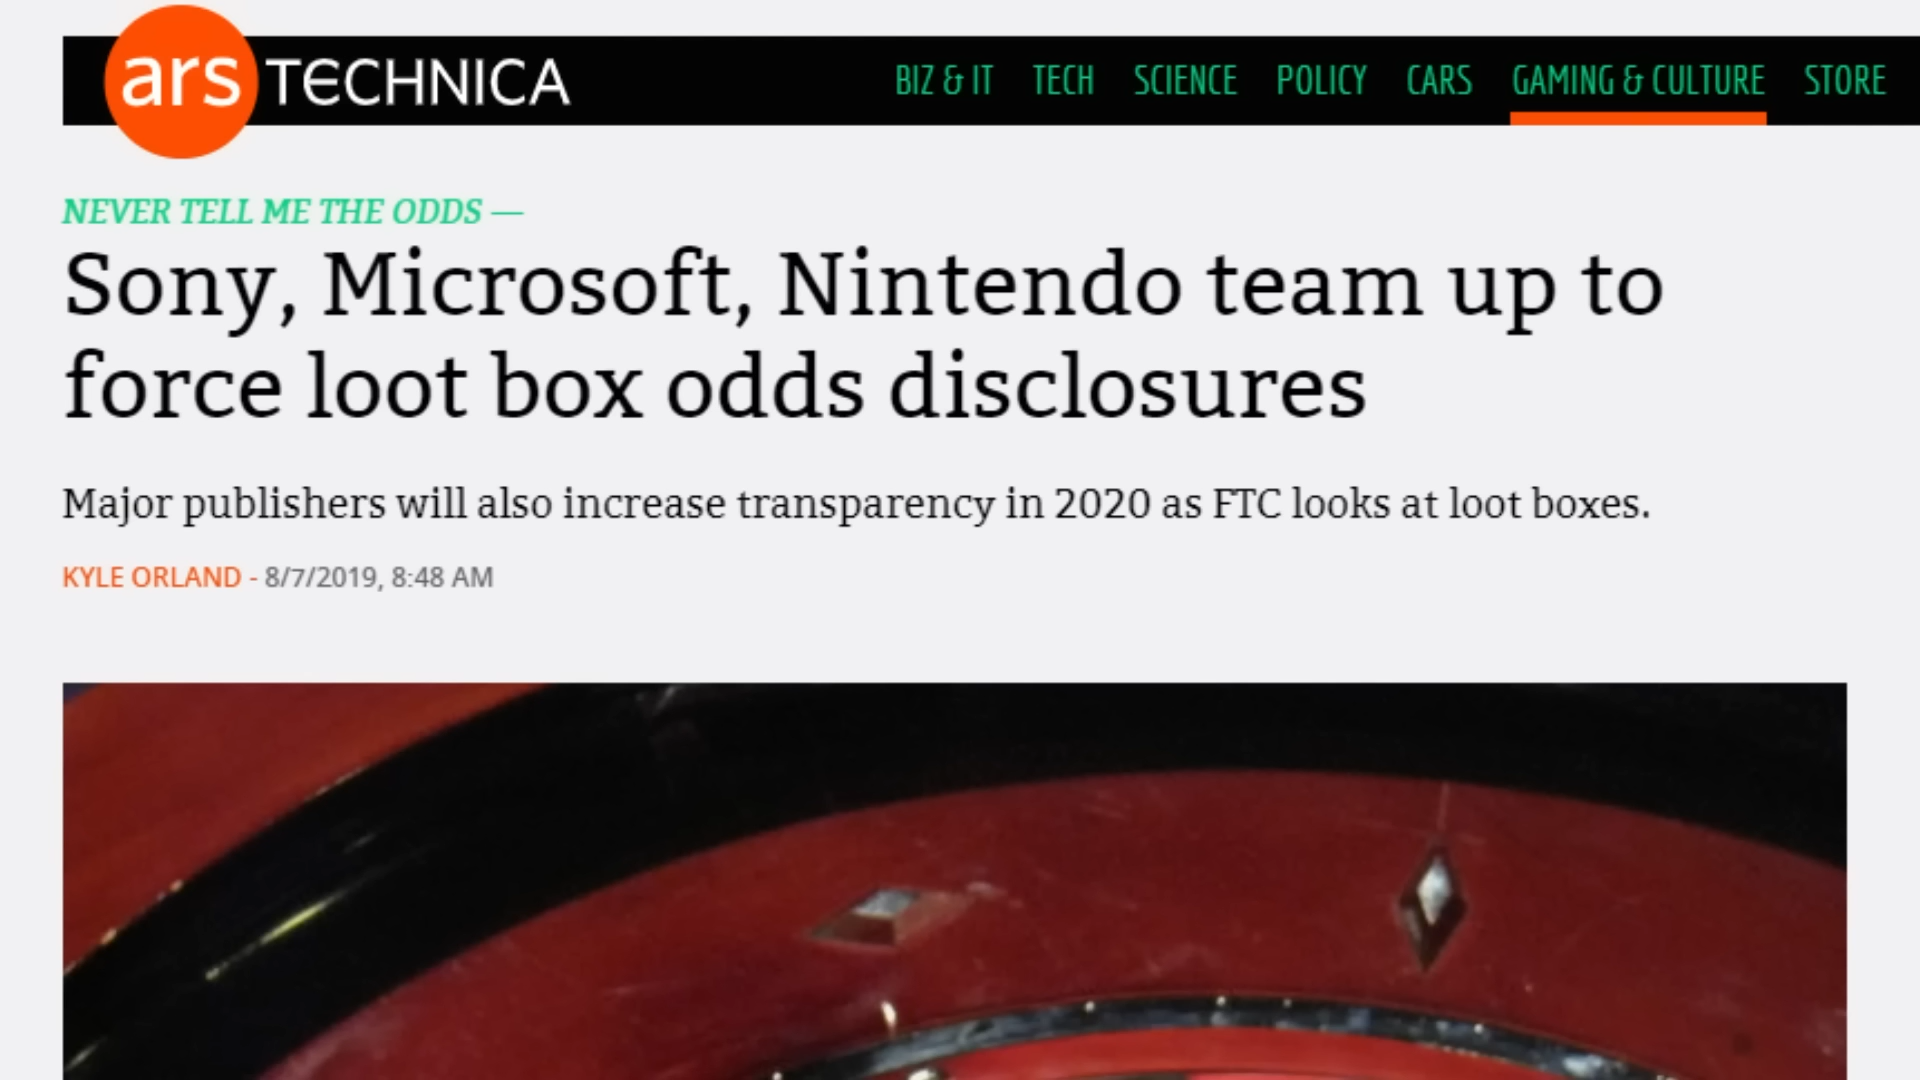 ars TECHNICA
BIZ & IT TECH SCIENCE POLICY CARS GAMING & CULTURE STORE
NEVER TELL ME THE ODDS —
Sony, Microsoft, Nintendo team up to
force loot box odds disclosures
Major publishers will also increase transparency in 2020 as FTC looks at loot boxes.
KYLE ORLAND - 8/7/2019, 8:48 AM